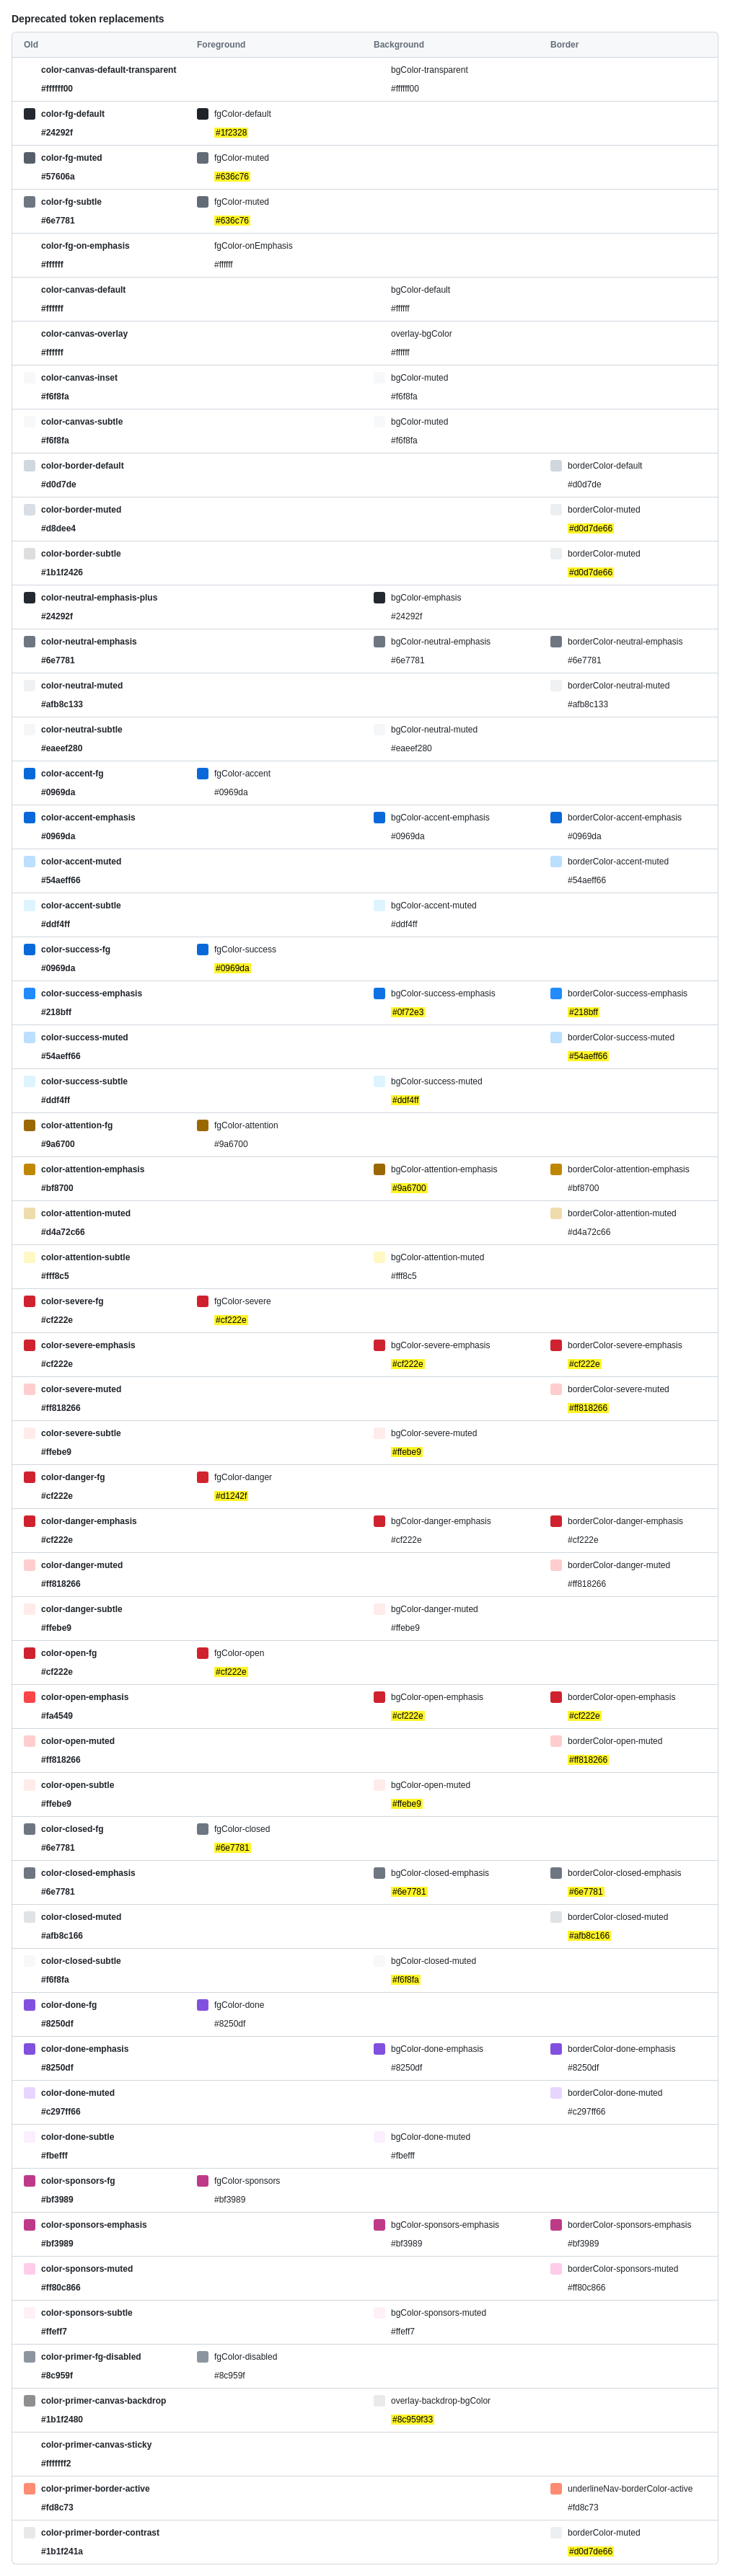 Deprecated token replacements
Old Foreground Background Border
color-canvas-default-transparent bgColor-transparent
#ffffff00 #ffffff00
color-fg-default fgColor-default
#24292f #1f2328
color-fg-muted fgColor-muted
#57606a #636c76
color-fg-subtle fgColor-muted
#6e7781 #636c76
color-fg-on-emphasis fgColor-onEmphasis
#ffffff #ffffff
color-canvas-default bgColor-default
#ffffff #ffffff
color-canvas-overlay overlay-bgColor
#ffffff #ffffff
color-canvas-inset bgColor-muted
#f6f8fa #f6f8fa
color-canvas-subtle bgColor-muted
#f6f8fa #f6f8fa
color-border-default borderColor-default
#d0d7de #d0d7de
color-border-muted borderColor-muted
#d8dee4 #d0d7de66
color-border-subtle borderColor-muted
#1b1f2426 #d0d7de66
color-neutral-emphasis-plus bgColor-emphasis
#24292f #24292f
color-neutral-emphasis bgColor-neutral-emphasis borderColor-neutral-emphasis
#6e7781 #6e7781 #6e7781
color-neutral-muted borderColor-neutral-muted
#afb8c133 #afb8c133
color-neutral-subtle bgColor-neutral-muted
#eaeef280 #eaeef280
color-accent-fg fgColor-accent
#0969da #0969da
color-accent-emphasis bgColor-accent-emphasis borderColor-accent-emphasis
#0969da #0969da #0969da
color-accent-muted borderColor-accent-muted
#54aeff66 #54aeff66
color-accent-subtle bgColor-accent-muted
#ddf4ff #ddf4ff
color-success-fg fgColor-success
#0969da #0969da
color-success-emphasis bgColor-success-emphasis borderColor-success-emphasis
#218bff #0f72e3 #218bff
color-success-muted borderColor-success-muted
#54aeff66 #54aeff66
color-success-subtle bgColor-success-muted
#ddf4ff #ddf4ff
color-attention-fg fgColor-attention
#9a6700 #9a6700
color-attention-emphasis bgColor-attention-emphasis borderColor-attention-emphasis
#bf8700 #9a6700 #bf8700
color-attention-muted borderColor-attention-muted
#d4a72c66 #d4a72c66
color-attention-subtle bgColor-attention-muted
#fff8c5 #fff8c5
color-severe-fg fgColor-severe
#cf222e #cf222e
color-severe-emphasis bgColor-severe-emphasis borderColor-severe-emphasis
#cf222e #cf222e #cf222e
color-severe-muted borderColor-severe-muted
#ff818266 #ff818266
color-severe-subtle bgColor-severe-muted
#ffebe9 #ffebe9
color-danger-fg fgColor-danger
#cf222e #d1242f
color-danger-emphasis bgColor-danger-emphasis borderColor-danger-emphasis
#cf222e #cf222e #cf222e
color-danger-muted borderColor-danger-muted
#ff818266 #ff818266
color-danger-subtle bgColor-danger-muted
#ffebe9 #ffebe9
color-open-fg fgColor-open
#cf222e #cf222e
color-open-emphasis bgColor-open-emphasis borderColor-open-emphasis
#fa4549 #cf222e #cf222e
color-open-muted borderColor-open-muted
#ff818266 #ff818266
color-open-subtle bgColor-open-muted
#ffebe9 #ffebe9
color-closed-fg fgColor-closed
#6e7781 #6e7781
color-closed-emphasis bgColor-closed-emphasis borderColor-closed-emphasis
#6e7781 #6e7781 #6e7781
color-closed-muted borderColor-closed-muted
#afb8c166 #afb8c166
color-closed-subtle bgColor-closed-muted
#f6f8fa #f6f8fa
color-done-fg fgColor-done
#8250df #8250df
color-done-emphasis bgColor-done-emphasis borderColor-done-emphasis
#8250df #8250df #8250df
color-done-muted borderColor-done-muted
#c297ff66 #c297ff66
color-done-subtle bgColor-done-muted
#fbefff #fbefff
color-sponsors-fg fgColor-sponsors
#bf3989 #bf3989
color-sponsors-emphasis bgColor-sponsors-emphasis borderColor-sponsors-emphasis
#bf3989 #bf3989 #bf3989
color-sponsors-muted borderColor-sponsors-muted
#ff80c866 #ff80c866
color-sponsors-subtle bgColor-sponsors-muted
#ffeff7 #ffeff7
color-primer-fg-disabled fgColor-disabled
#8c959f #8c959f
color-primer-canvas-backdrop overlay-backdrop-bgColor
#1b1f2480 #8c959f33
color-primer-canvas-sticky
#fffffff2
color-primer-border-active underlineNav-borderColor-active
#fd8c73 #fd8c73
color-primer-border-contrast borderColor-muted
#1b1f241a #d0d7de66